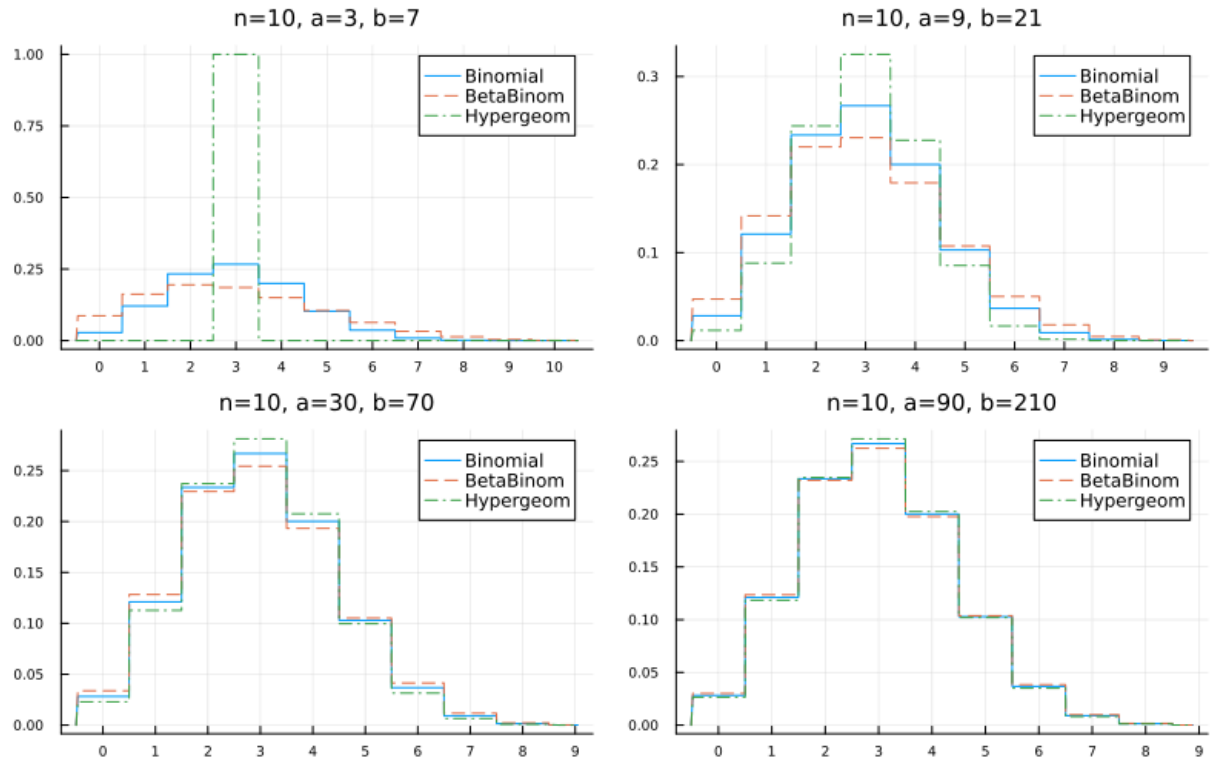 n=10, a=3, b=7
1.00
0.75
0.50
0.25
0.00
Binomial
BetaBinom
Hypergeom
0 1 2 3 4 5 6 7 8 9 10
n=10, a=9, b=21
0.3
0.2
0.1
0.0
Binomial
BetaBinom
Hypergeom
0 1 2 3 4 5 6 7 8 9
n=10, a=30, b=70
0.25
0.20
0.15
0.10
0.05
0.00
Binomial
BetaBinom
Hypergeom
0 1 2 3 4 5 6 7 8 9
n=10, a=90, b=210
0.25
0.20
0.15
0.10
0.05
0.00
Binomial
BetaBinom
Hypergeom
0 1 2 3 4 5 6 7 8 9